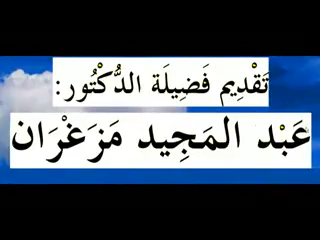 تَقْدِيم فَضِيلَة الدُّكْتُور:
عَبْد المَجِيد مَزَغْرَان